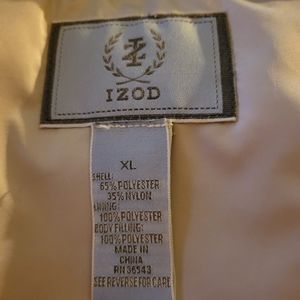 IZOD
XL
SHELL:
65% POLYESTER
35% NYLON
LINING:
100% POLYESTER
BODY FILLING:
100% POLYESTER
MADE IN
CHINA
RN 36543
SEE REVERSE FOR CARE